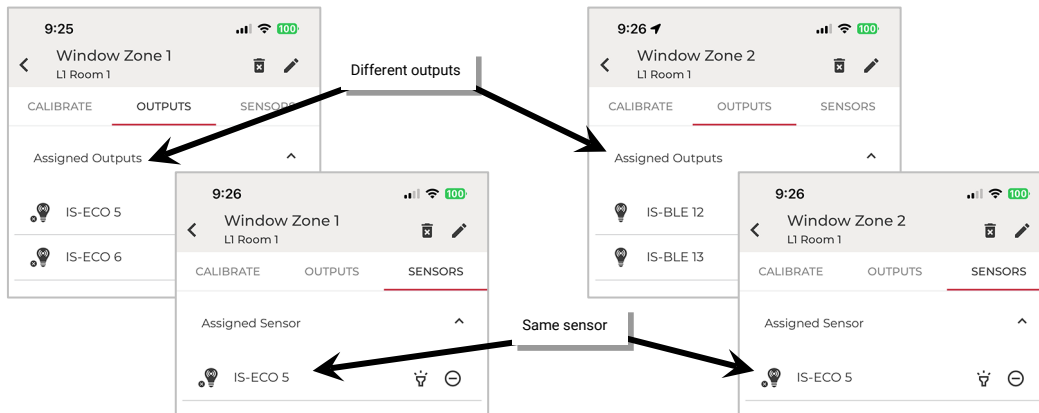 9:25
100
Window Zone 1
L1 Room 1
CALIBRATE OUTPUTS SENSORS
Assigned Outputs
IS-ECO 5
IS-ECO 6
Different outputs
9:26
100
Window Zone 2
L1 Room 1
CALIBRATE OUTPUTS SENSORS
Assigned Outputs
IS-BLE 12
IS-BLE 13
9:26
100
Window Zone 1
L1 Room 1
CALIBRATE OUTPUTS SENSORS
Assigned Sensor
IS-ECO 5
Same sensor
9:26
100
Window Zone 2
L1 Room 1
CALIBRATE OUTPUTS SENSORS
Assigned Sensor
IS-ECO 5